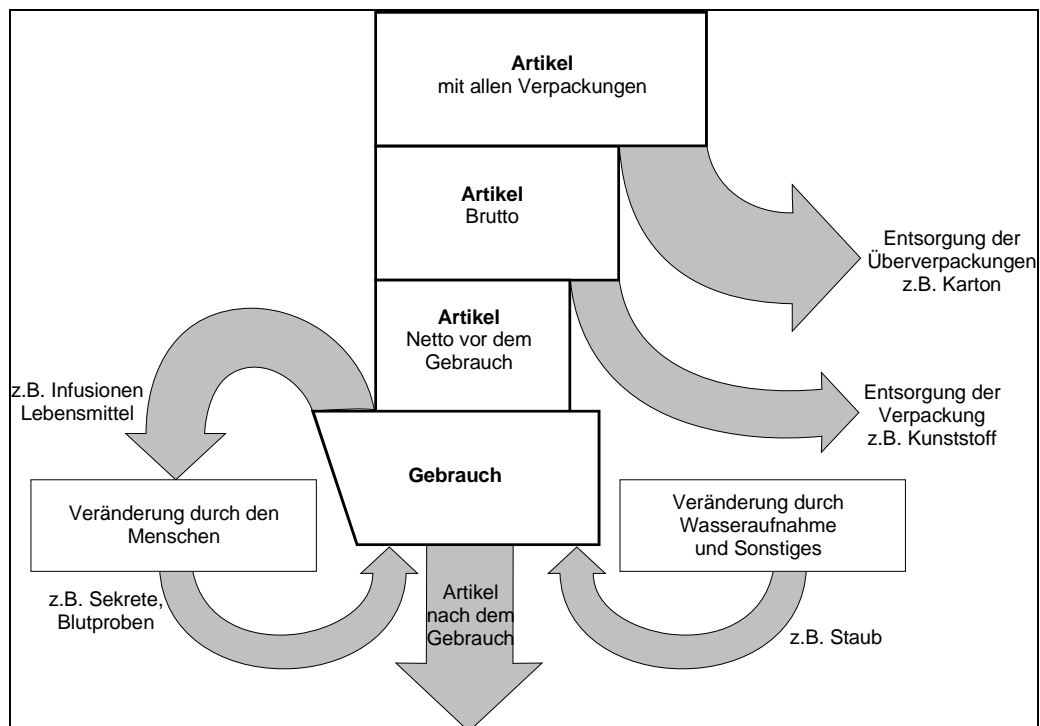 Artikel
mit allen Verpackungen
Artikel
Brutto
Entsorgung der
Überverpackungen
z.B. Karton
Artikel
Netto vor dem
Gebrauch
z.B. Infusionen
Lebensmittel
Entsorgung der
Verpackung
z.B. Kunststoff
Gebrauch
Veränderung durch den
Menschen
Veränderung durch
Wasseraufnahme
und Sonstiges
z.B. Sekrete,
Blutproben
Artikel
nach dem
Gebrauch
z.B. Staub